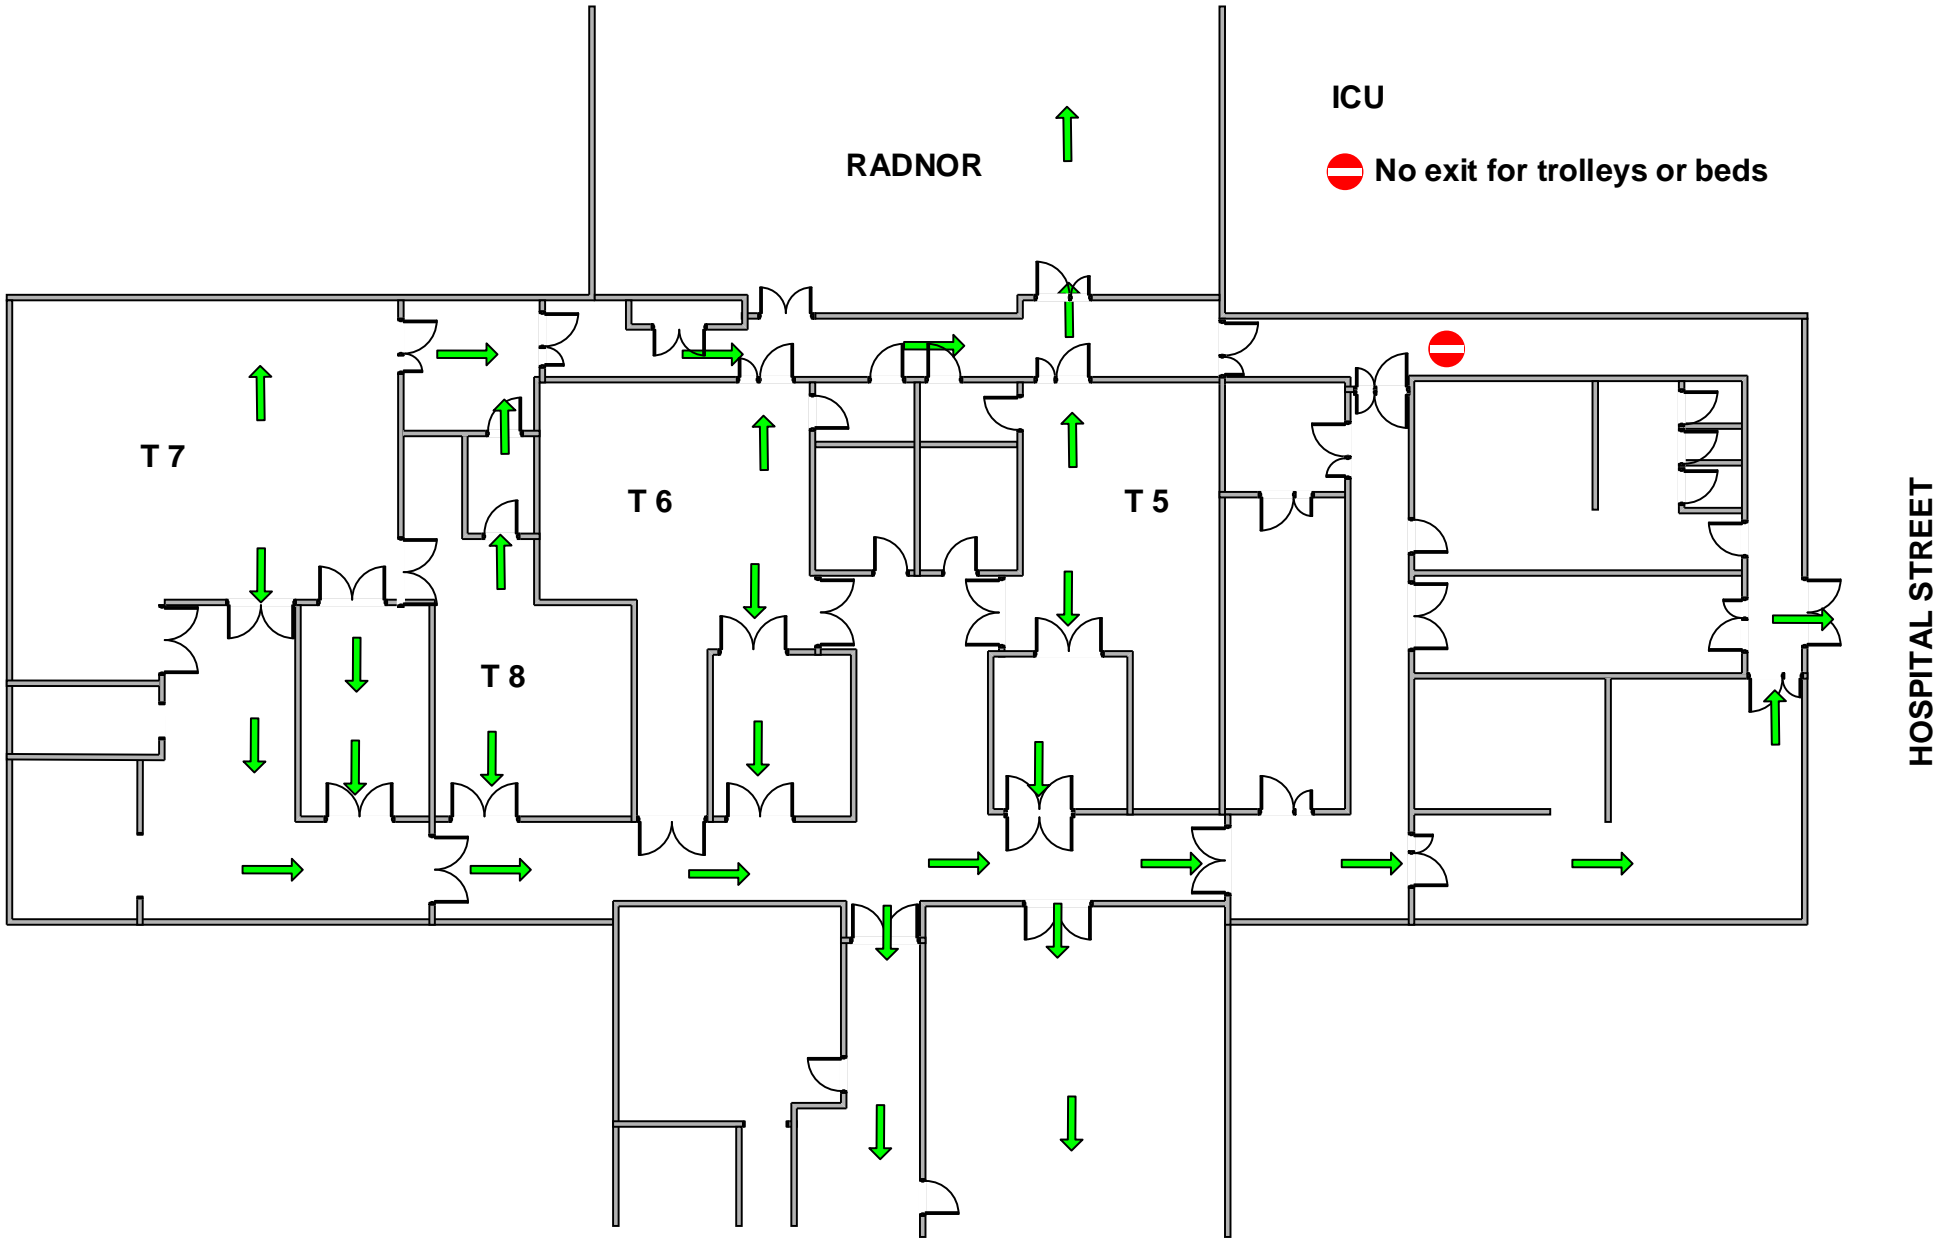 ICU
RADNOR
No exit for trolleys or beds
T 7
T 6
T 5
T 8
HOSPITAL STREET